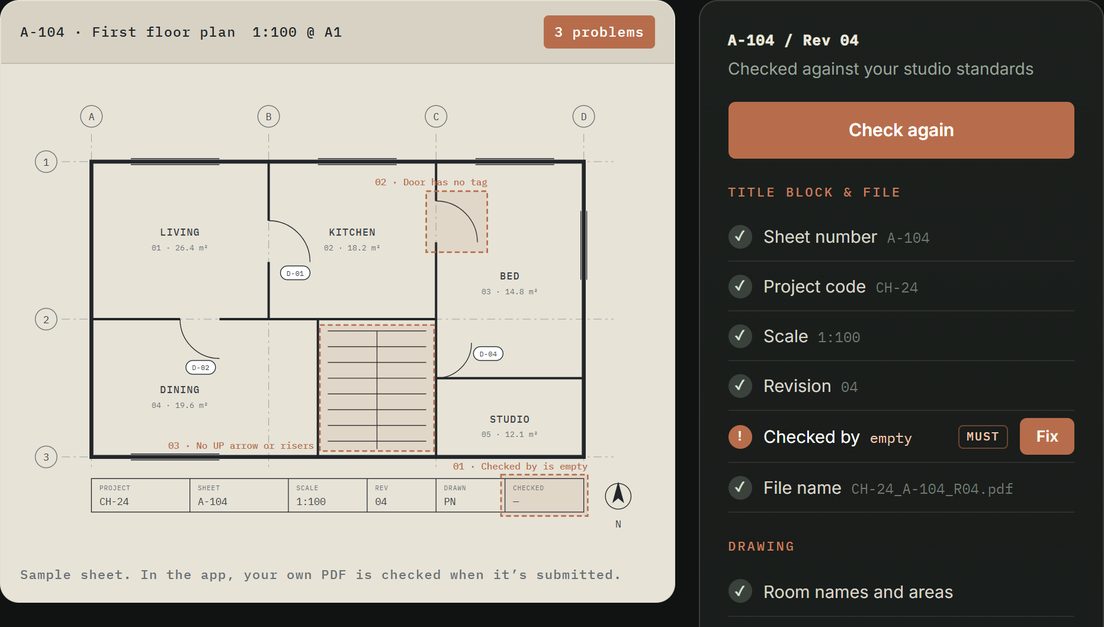 A-104 · First floor plan 1:100 @ A1
3 problems
A
B
C
D
1
02 · Door has no tag
LIVING
01 · 26.4 m²
KITCHEN
02 · 18.2 m²
D-01
BED
03 · 14.8 m²
2
D-02
D-04
DINING
04 · 19.6 m²
STUDIO
05 · 12.1 m²
03 · No UP arrow or risers
3
01 · Checked by is empty
PROJECT
CH-24
SHEET
A-104
SCALE
1:100
REV
04
DRAWN
PN
CHECKED
—
N
Sample sheet. In the app, your own PDF is checked when it’s submitted.
A-104 / Rev 04
Checked against your studio standards
Check again
TITLE BLOCK & FILE
Sheet number A-104
Project code CH-24
Scale 1:100
Revision 04
! Checked by empty MUST Fix
File name CH-24_A-104_R04.pdf
DRAWING
Room names and areas